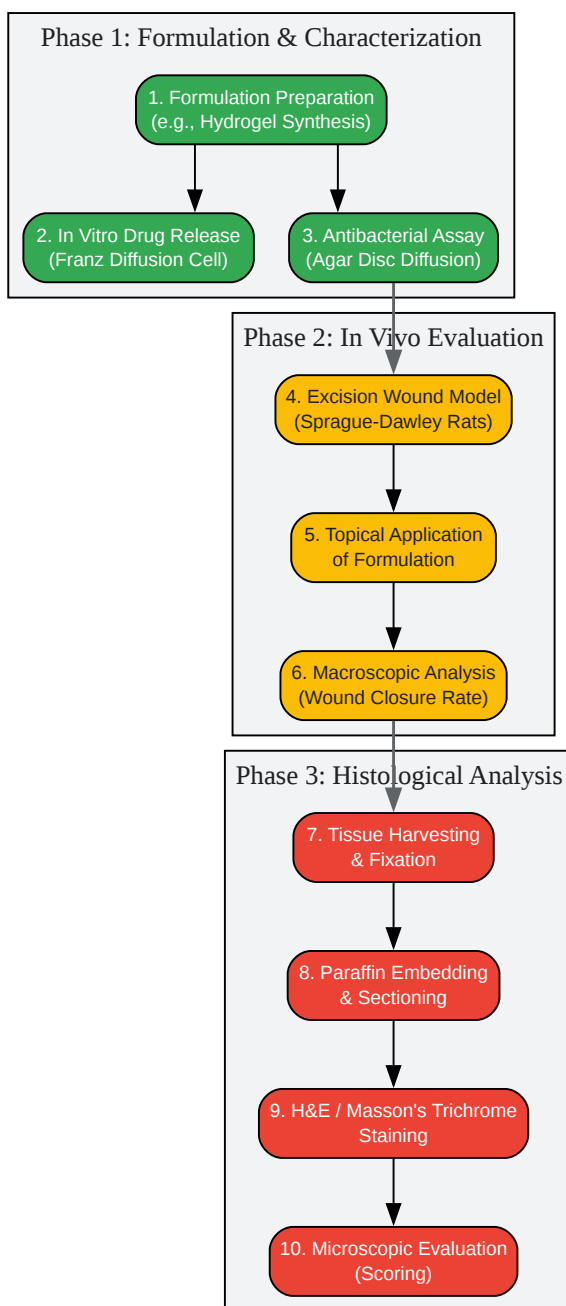 Phase 1: Formulation & Characterization
1. Formulation Preparation
(e.g., Hydrogel Synthesis)
2. In Vitro Drug Release
(Franz Diffusion Cell)
3. Antibacterial Assay
(Agar Disc Diffusion)
Phase 2: In Vivo Evaluation
4. Excision Wound Model
(Sprague-Dawley Rats)
5. Topical Application
of Formulation
6. Macroscopic Analysis
(Wound Closure Rate)
Phase 3: Histological Analysis
7. Tissue Harvesting
& Fixation
8. Paraffin Embedding
& Sectioning
9. H&E / Masson's Trichrome
Staining
10. Microscopic Evaluation
(Scoring)